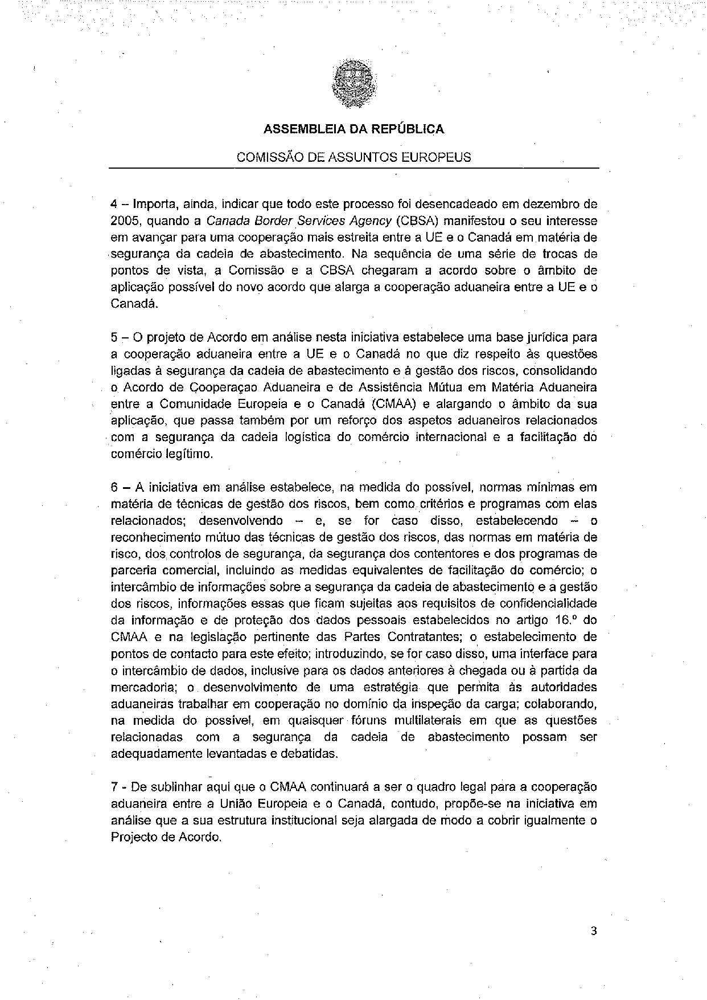 ASSEMBLEIA DA REPÚBLICA
COMISSÃO DE ASSUNTOS EUROPEUS
4 – Importa, ainda, indicar que todo este processo foi desencadeado em dezembro de
2005, quando a Canada Border Services Agency (CBSA) manifestou o seu interesse
em avançar para uma cooperação mais estreita entre a UE e o Canadá em matéria de
segurança da cadeia de abastecimento. Na sequência de uma série de trocas de
pontos de vista, a Comissão e a CBSA chegaram a acordo sobre o âmbito de
aplicação possível do novo acordo que alarga a cooperação aduaneira entre a UE e o
Canadá.
5 – O projeto de Acordo em análise nesta iniciativa estabelece uma base jurídica para
a cooperação aduaneira entre a UE e o Canadá no que diz respeito às questões
ligadas à segurança da cadeia de abastecimento e à gestão dos riscos, consolidando
o Acordo de Cooperaçao Aduaneira e de Assistência Mútua em Matéria Aduaneira
entre a Comunidade Europeia e o Canadá (CMAA) e alargando o âmbito da sua
aplicação, que passa também por um reforço dos aspetos aduaneiros relacionados
com a segurança da cadeia logística do comércio internacional e a facilitação do
comércio legítimo.
6 – A iniciativa em análise estabelece, na medida do possível, normas mínimas em
matéria de técnicas de gestão dos riscos, bem como critérios e programas com elas
relacionados; desenvolvendo – e, se for caso disso, estabelecendo – o
reconhecimento mútuo das técnicas de gestão dos riscos, das normas em matéria de
risco, dos controlos de segurança, da segurança dos contentores e dos programas de
parceria comercial, incluindo as medidas equivalentes de facilitação do comércio; o
intercâmbio de informações sobre a segurança da cadeia de abastecimento e a gestão
dos riscos, informações essas que ficam sujeitas aos requisitos de confidencialidade
da informação e de proteção dos dados pessoais estabelecidos no artigo 16.º do
CMAA e na legislação pertinente das Partes Contratantes; o estabelecimento de
pontos de contacto para este efeito; introduzindo, se for caso disso, uma interface para
o intercâmbio de dados, inclusive para os dados anteriores à chegada ou à partida da
mercadoria; o desenvolvimento de uma estratégia que permita às autoridades
aduaneiras trabalhar em cooperação no domínio da inspeção da carga; colaborando,
na medida do possível, em quaisquer fóruns multilaterais em que as questões
relacionadas com a segurança da cadeia de abastecimento possam ser
adequadamente levantadas e debatidas.
7 - De sublinhar aqui que o CMAA continuará a ser o quadro legal para a cooperação
aduaneira entre a União Europeia e o Canadá, contudo, propõe-se na iniciativa em
análise que a sua estrutura institucional seja alargada de modo a cobrir igualmente o
Projecto de Acordo.
3